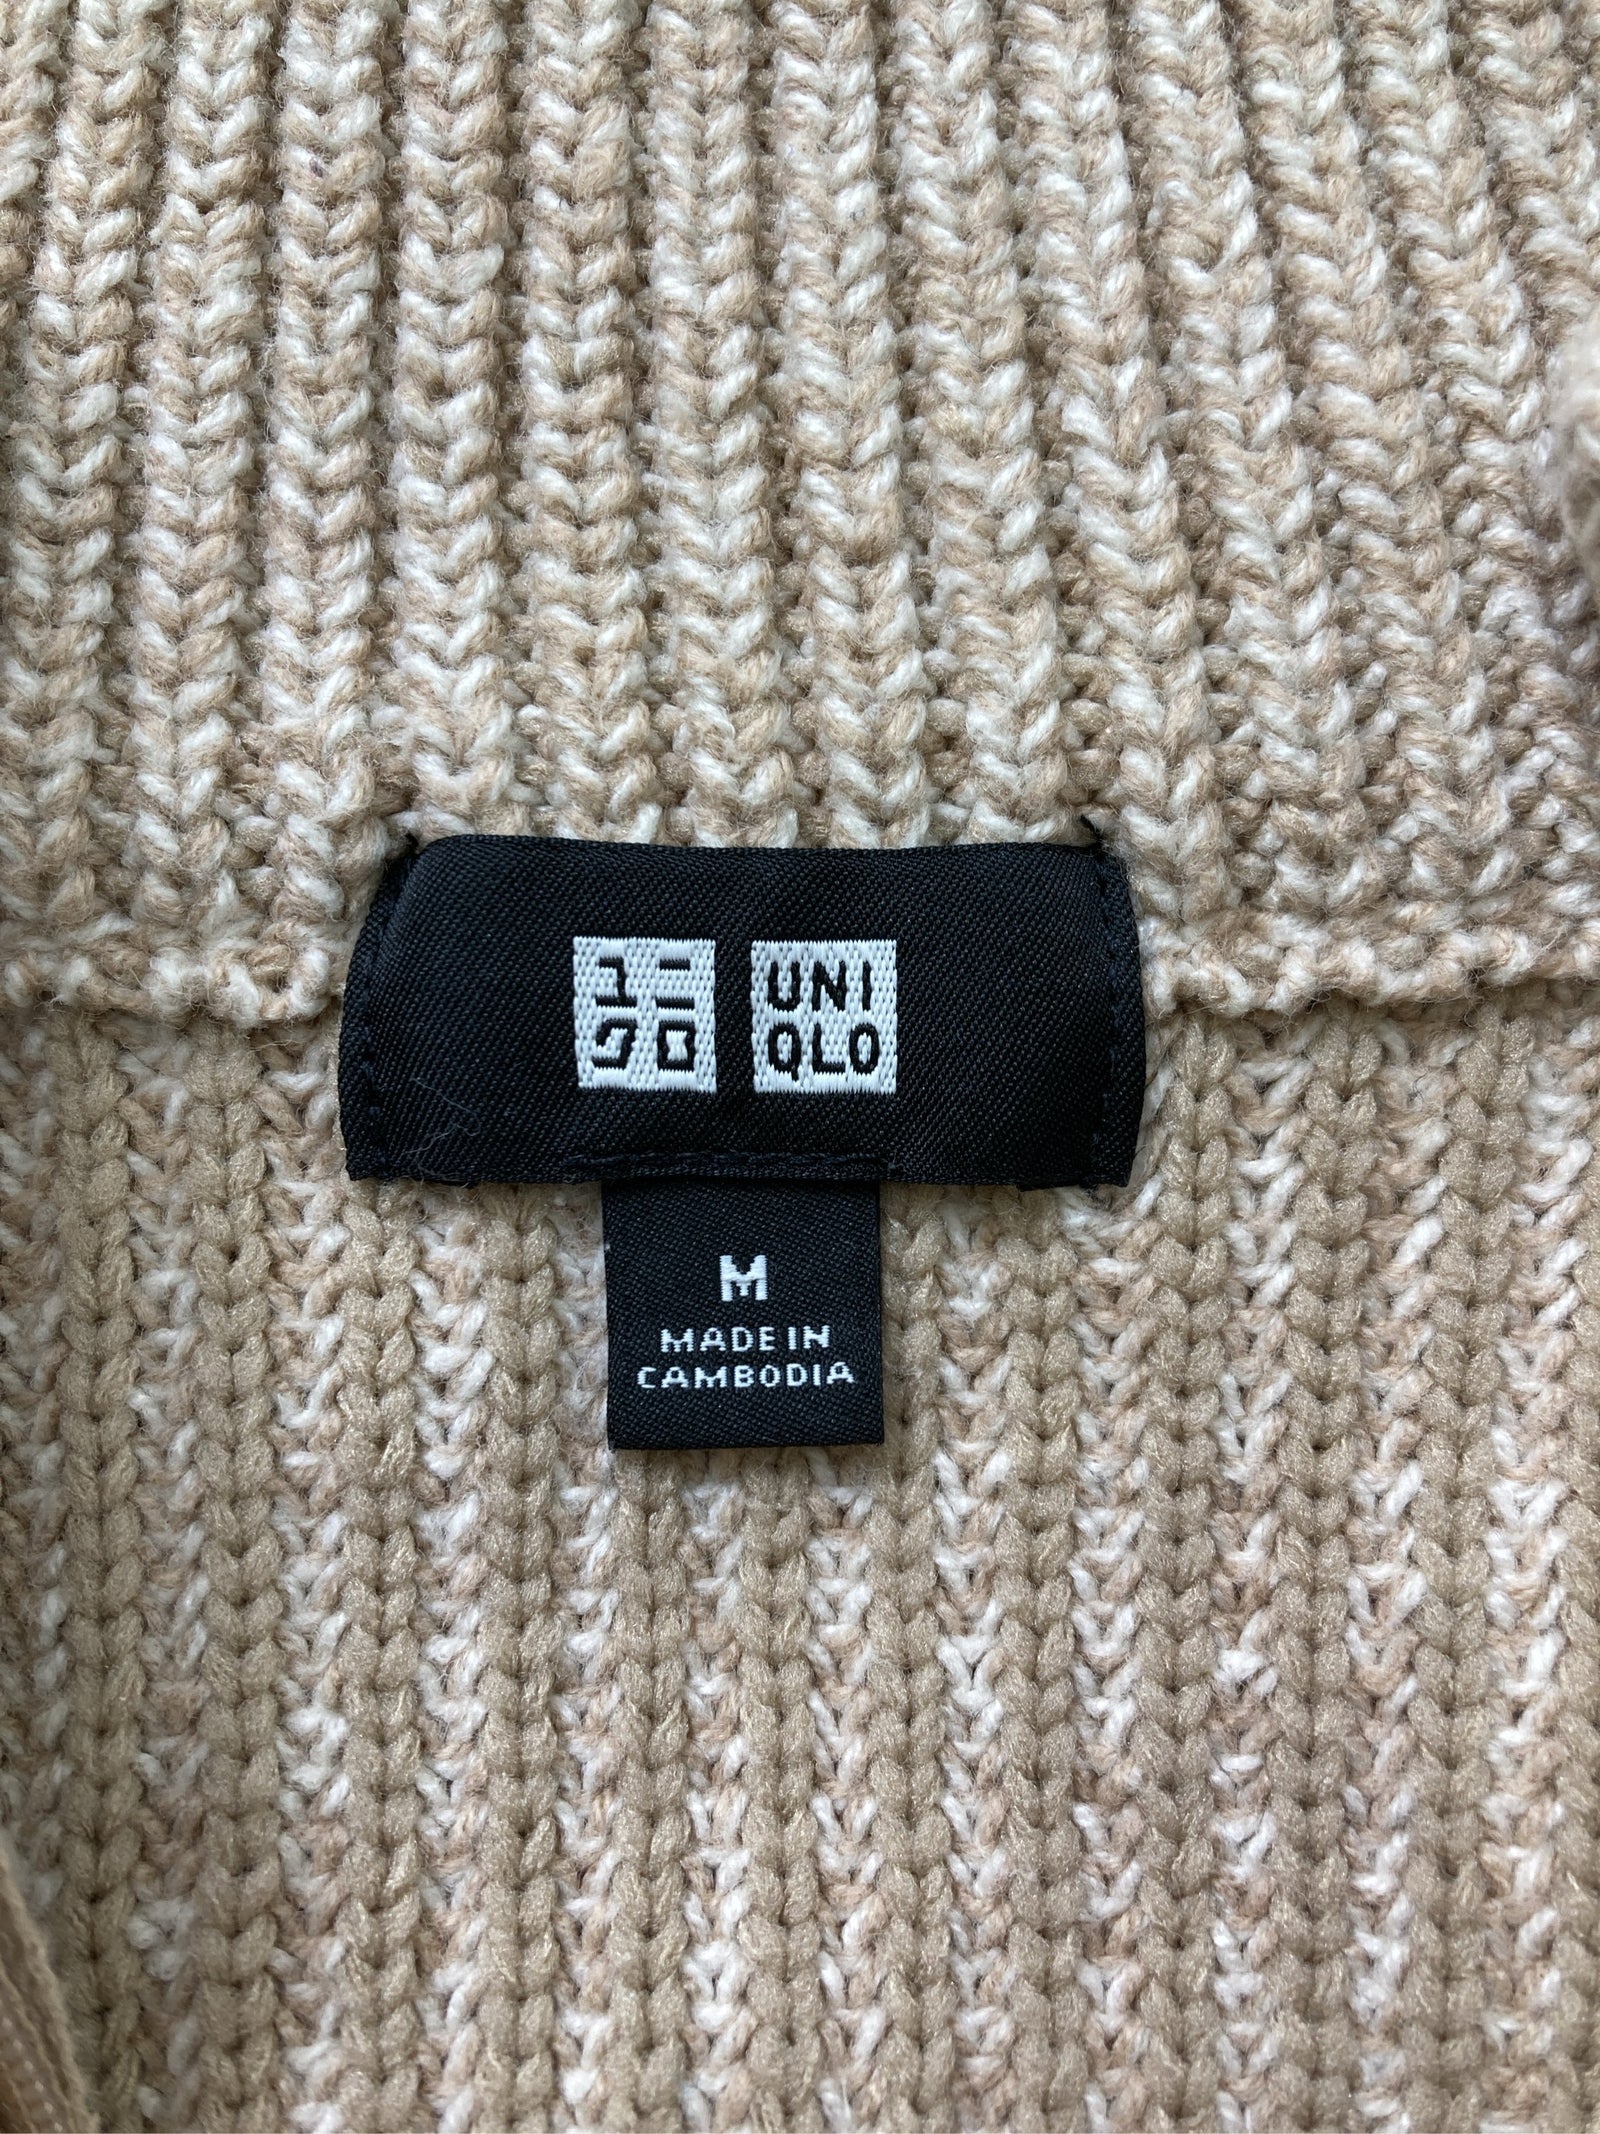 ユニ
クロ
UNI
QLO
M
MADE IN
CAMBODIA